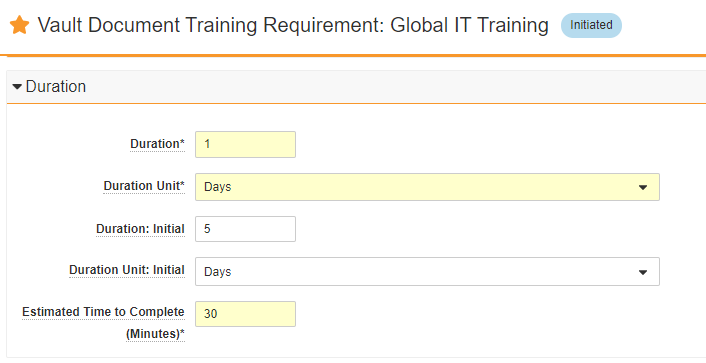 Vault Document Training Requirement: Global IT Training Initiated
Duration
Duration* 1
Duration Unit* Days
Duration: Initial 5
Duration Unit: Initial Days
Estimated Time to Complete 30
(Minutes)*